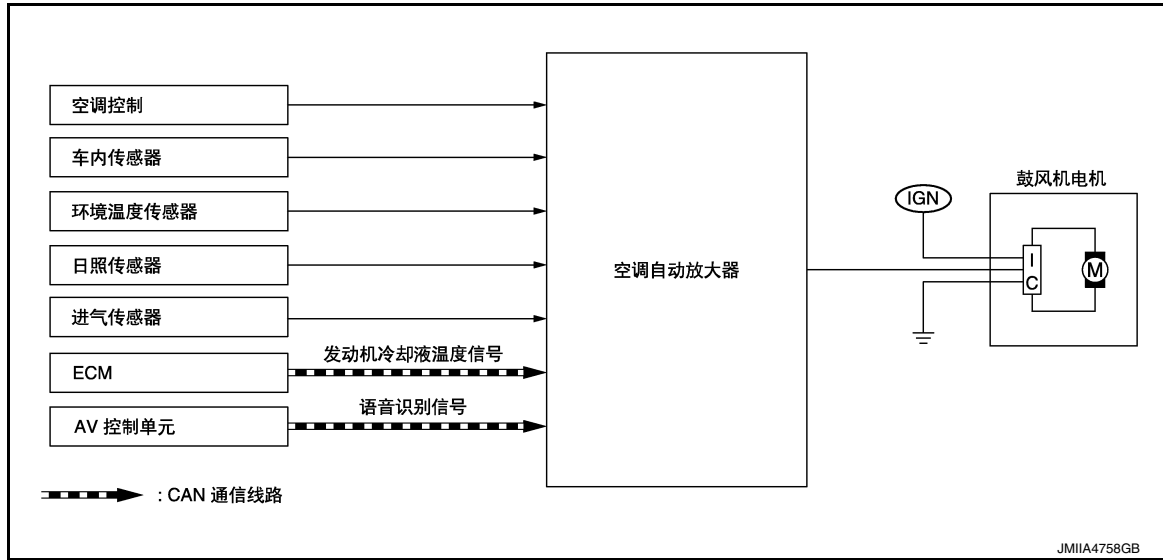 空调控制
车内传感器
环境温度传感器
日照传感器
进气传感器
ECM
发动机冷却液温度信号
AV 控制单元
语音识别信号
: CAN 通信线路
空调自动放大器
IGN
鼓风机电机
I
C
M
JMIIA4758GB